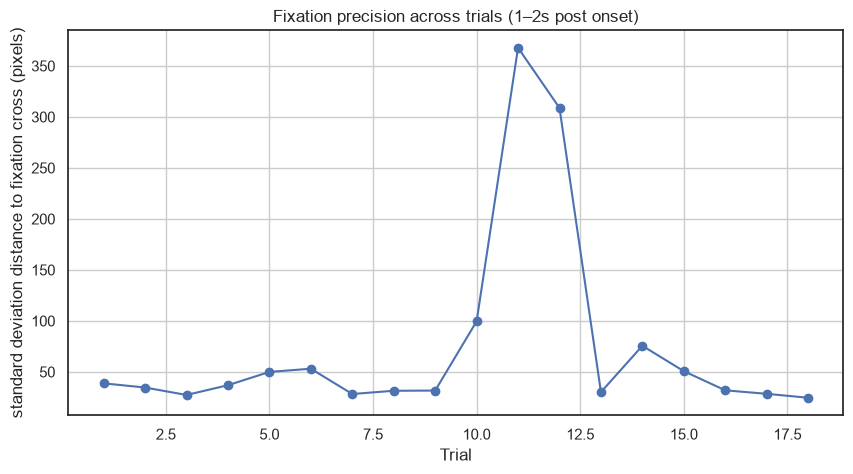 Fixation precision across trials (1–2s post onset)
standard deviation distance to fixation cross (pixels)
350
300
250
200
150
100
50
2.5 5.0 7.5 10.0 12.5 15.0 17.5
Trial